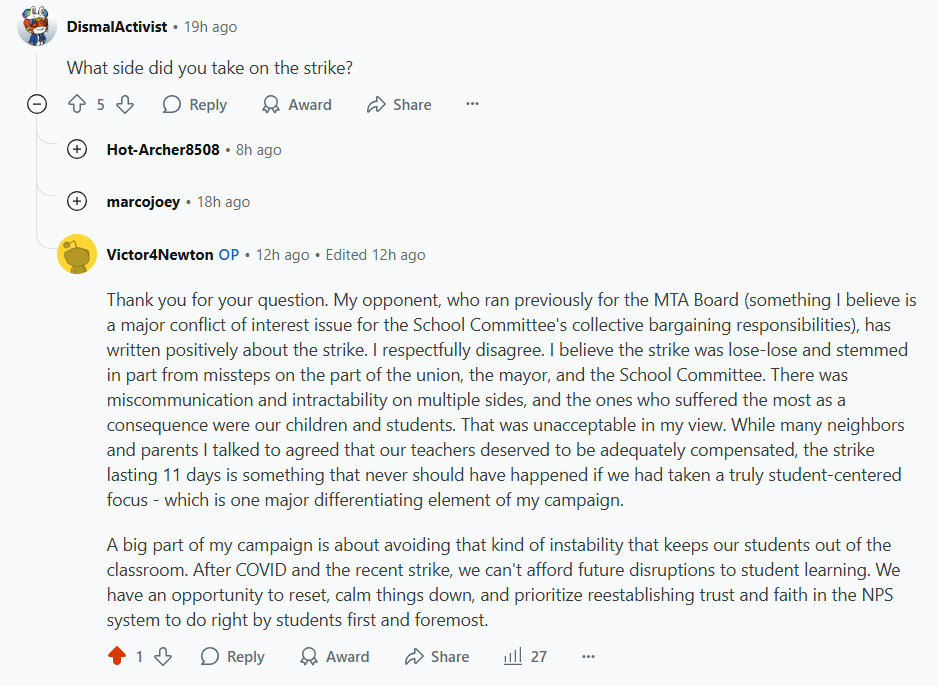 DismalActivist • 19h ago
What side did you take on the strike?
5 Reply Award Share ...
Hot-Archer8508 • 8h ago
marcojoey • 18h ago
Victor4Newton OP • 12h ago • Edited 12h ago
Thank you for your question. My opponent, who ran previously for the MTA Board (something I believe is
a major conflict of interest issue for the School Committee's collective bargaining responsibilities), has
written positively about the strike. I respectfully disagree. I believe the strike was lose-lose and stemmed
in part from missteps on the part of the union, the mayor, and the School Committee. There was
miscommunication and intractability on multiple sides, and the ones who suffered the most as a
consequence were our children and students. That was unacceptable in my view. While many neighbors
and parents I talked to agreed that our teachers deserved to be adequately compensated, the strike
lasting 11 days is something that never should have happened if we had taken a truly student-centered
focus - which is one major differentiating element of my campaign.
A big part of my campaign is about avoiding that kind of instability that keeps our students out of the
classroom. After COVID and the recent strike, we can't afford future disruptions to student learning. We
have an opportunity to reset, calm things down, and prioritize reestablishing trust and faith in the NPS
system to do right by students first and foremost.
1 Reply Award Share 27 ...